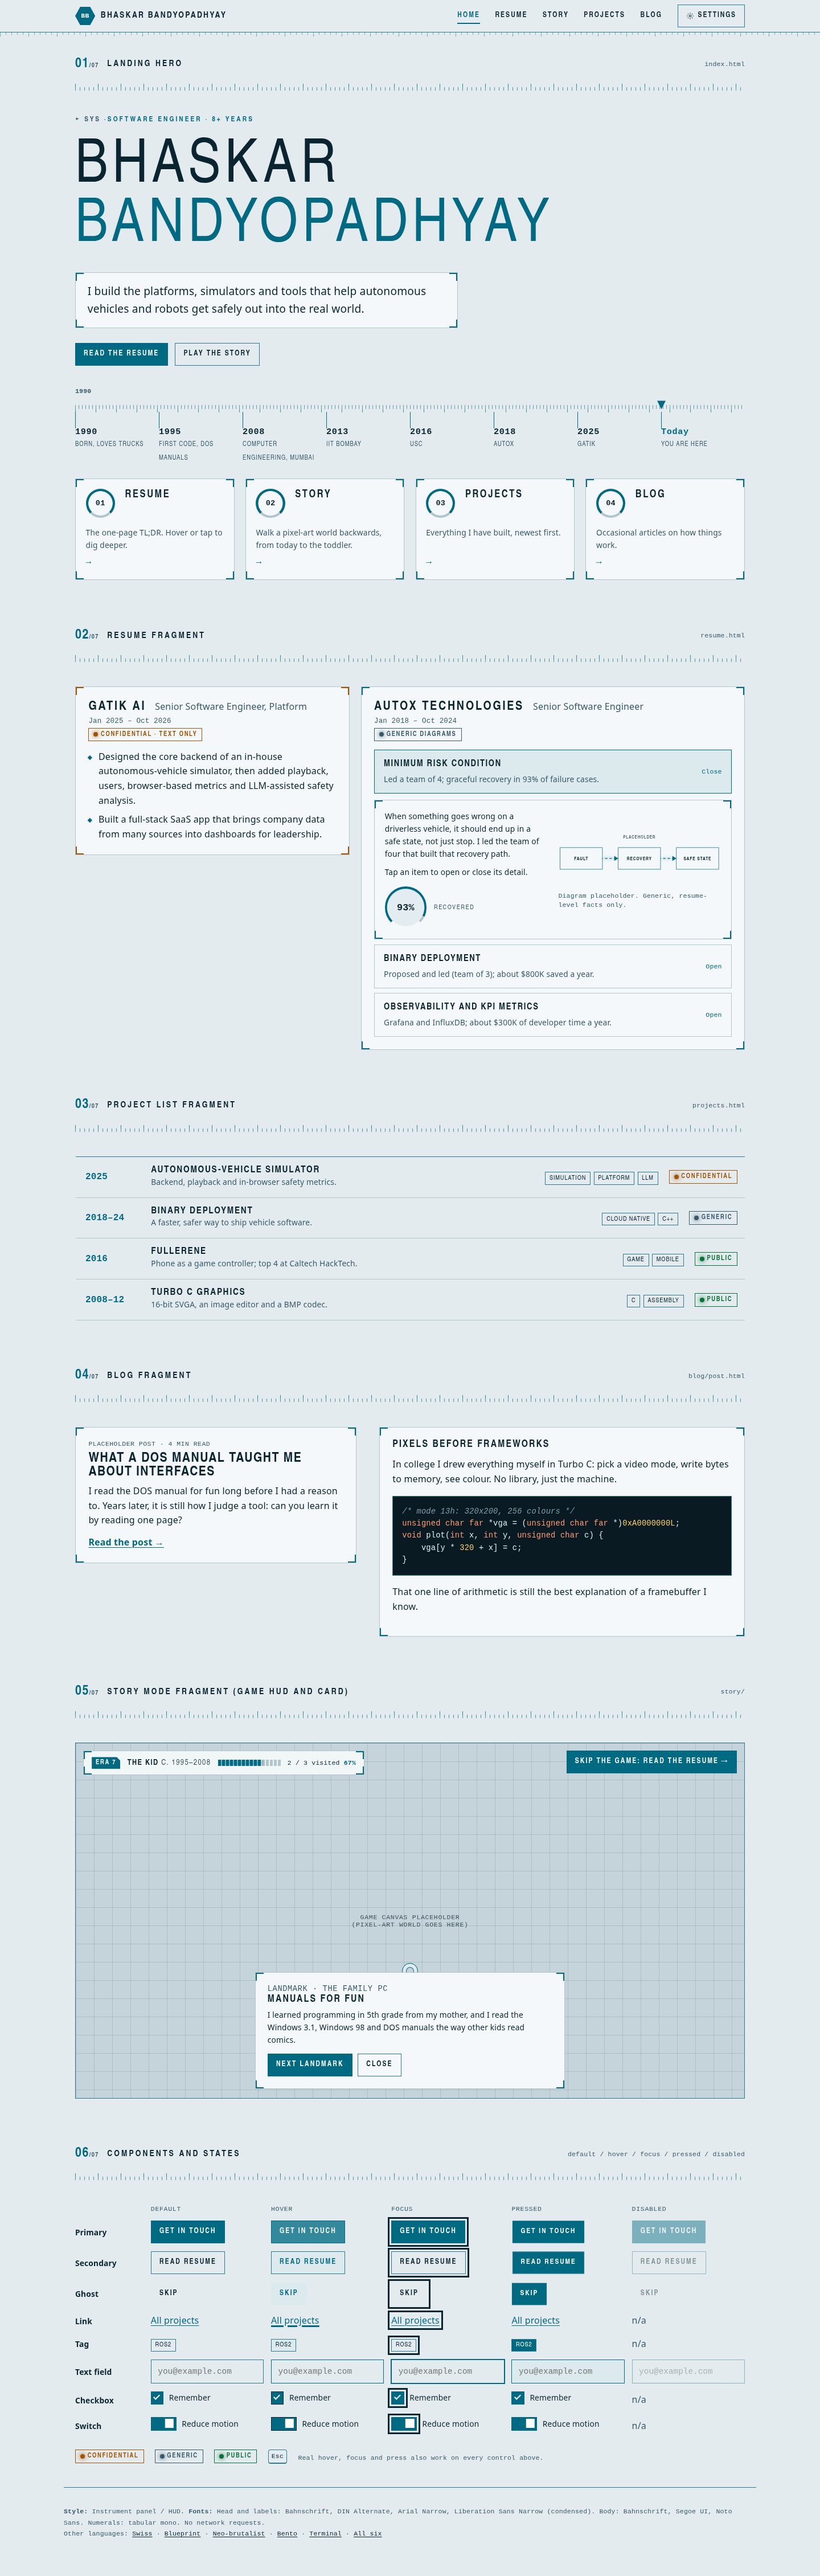 BB BHASKAR BANDYOPADHYAY HOME RESUME STORY PROJECTS BLOG SETTINGS
01/07 LANDING HERO index.html
SYS · SOFTWARE ENGINEER · 8+ YEARS
BHASKAR
BANDYOPADHYAY
I build the platforms, simulators and tools that help autonomous
vehicles and robots get safely out into the real world.
READ THE RESUME PLAY THE STORY
1990
1990 1995 2008 2013 2016 2018 2025 Today
BORN, LOVES TRUCKS FIRST CODE, DOS COMPUTER IIT BOMBAY USC AUTOX GATIK YOU ARE HERE
MANUALS ENGINEERING, MUMBAI
01 RESUME
The one-page TL;DR. Hover or tap to
dig deeper.
→
02 STORY
Walk a pixel-art world backwards,
from today to the toddler.
→
03 PROJECTS
Everything I have built, newest first.
→
04 BLOG
Occasional articles on how things
work.
→
02/07 RESUME FRAGMENT resume.html
GATIK AI Senior Software Engineer, Platform
Jan 2025 – Oct 2026
CONFIDENTIAL · TEXT ONLY
Designed the core backend of an in-house
autonomous-vehicle simulator, then added playback,
users, browser-based metrics and LLM-assisted safety
analysis.
Built a full-stack SaaS app that brings company data
from many sources into dashboards for leadership.
AUTOX TECHNOLOGIES Senior Software Engineer
Jan 2018 – Oct 2024
GENERIC DIAGRAMS
MINIMUM RISK CONDITION
Led a team of 4; graceful recovery in 93% of failure cases.
Close
When something goes wrong on a
driverless vehicle, it should end up in a
safe state, not just stop. I led the team of
four that built that recovery path.
Tap an item to open or close its detail.
93% RECOVERED
PLACEHOLDER
FAULT RECOVERY SAFE STATE
Diagram placeholder. Generic, resume-
level facts only.
BINARY DEPLOYMENT
Proposed and led (team of 3); about $800K saved a year.
Open
OBSERVABILITY AND KPI METRICS
Grafana and InfluxDB; about $300K of developer time a year.
Open
03/07 PROJECT LIST FRAGMENT projects.html
2025 AUTONOMOUS-VEHICLE SIMULATOR
Backend, playback and in-browser safety metrics.
SIMULATION PLATFORM LLM CONFIDENTIAL
2018–24 BINARY DEPLOYMENT
A faster, safer way to ship vehicle software.
CLOUD NATIVE C++ GENERIC
2016 FULLERENE
Phone as a game controller; top 4 at Caltech HackTech.
GAME MOBILE PUBLIC
2008–12 TURBO C GRAPHICS
16-bit SVGA, an image editor and a BMP codec.
C ASSEMBLY PUBLIC
04/07 BLOG FRAGMENT blog/post.html
PLACEHOLDER POST · 4 MIN READ
WHAT A DOS MANUAL TAUGHT ME
ABOUT INTERFACES
I read the DOS manual for fun long before I had a reason
to. Years later, it is still how I judge a tool: can you learn it
by reading one page?
Read the post →
PIXELS BEFORE FRAMEWORKS
In college I drew everything myself in Turbo C: pick a video mode, write bytes
to memory, see colour. No library, just the machine.
/* mode 13h: 320x200, 256 colours */
unsigned char far *vga = (unsigned char far *)0xA0000000L;
void plot(int x, int y, unsigned char c) {
vga[y * 320 + x] = c;
}
That one line of arithmetic is still the best explanation of a framebuffer I
know.
05/07 STORY MODE FRAGMENT (GAME HUD AND CARD) story/
ERA 7 THE KID C. 1995–2008 2 / 3 visited 67%
SKIP THE GAME: READ THE RESUME →
GAME CANVAS PLACEHOLDER
(PIXEL-ART WORLD GOES HERE)
LANDMARK · THE FAMILY PC
MANUALS FOR FUN
I learned programming in 5th grade from my mother, and I read the
Windows 3.1, Windows 98 and DOS manuals the way other kids read
comics.
NEXT LANDMARK CLOSE
06/07 COMPONENTS AND STATES default / hover / focus / pressed / disabled
DEFAULT HOVER FOCUS PRESSED DISABLED
Primary GET IN TOUCH GET IN TOUCH GET IN TOUCH GET IN TOUCH GET IN TOUCH
Secondary READ RESUME READ RESUME READ RESUME READ RESUME READ RESUME
Ghost SKIP SKIP SKIP SKIP SKIP
Link All projects All projects All projects All projects n/a
Tag ROS2 ROS2 ROS2 ROS2 n/a
Text field you@example.com you@example.com you@example.com you@example.com you@example.com
Checkbox Remember Remember Remember Remember n/a
Switch Reduce motion Reduce motion Reduce motion Reduce motion n/a
CONFIDENTIAL GENERIC PUBLIC Esc Real hover, focus and press also work on every control above.
Style: Instrument panel / HUD. Fonts: Head and labels: Bahnschrift, DIN Alternate, Arial Narrow, Liberation Sans Narrow (condensed). Body: Bahnschrift, Segoe UI, Noto
Sans. Numerals: tabular mono. No network requests.
Other languages: Swiss · Blueprint · Neo-brutalist · Bento · Terminal · All six